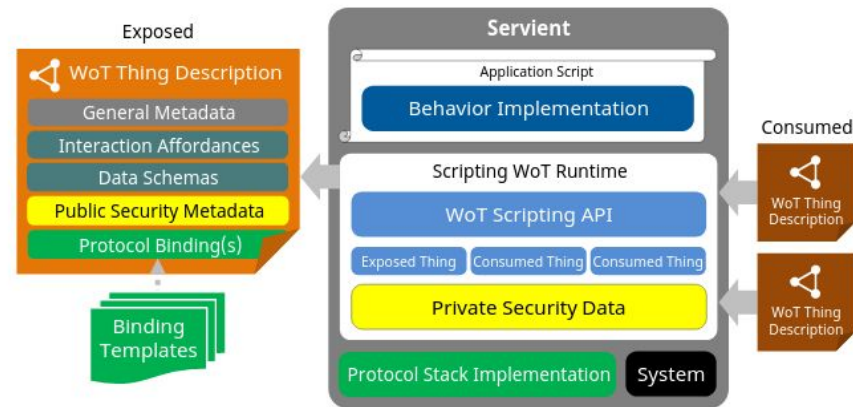 Exposed
WoT Thing Description
General Metadata
Interaction Affordances
Data Schemas
Public Security Metadata
Protocol Binding(s)
Binding
Templates
Servient
Application Script
Behavior Implementation
Scripting WoT Runtime
WoT Scripting API
Exposed Thing
Consumed Thing
Consumed Thing
Private Security Data
Protocol Stack Implementation
System
Consumed
WoT Thing
Description
WoT Thing
Description